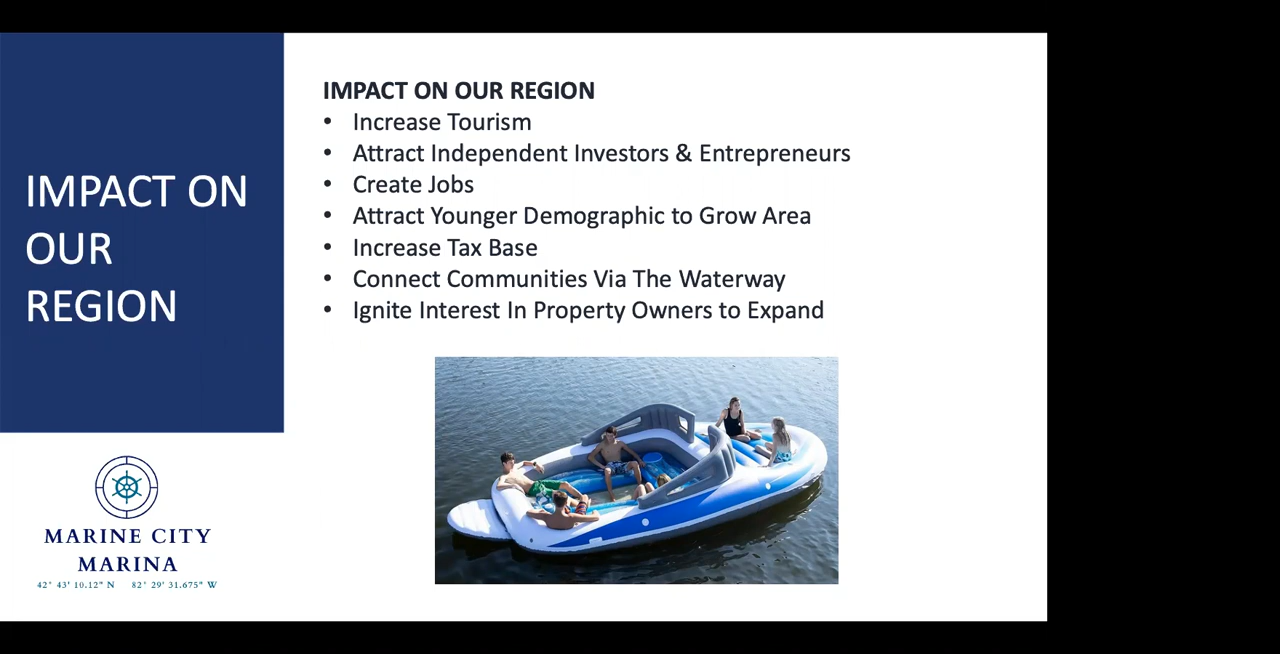 IMPACT ON
OUR
REGION
IMPACT ON OUR REGION
• Increase Tourism
• Attract Independent Investors & Entrepreneurs
• Create Jobs
• Attract Younger Demographic to Grow Area
• Increase Tax Base
• Connect Communities Via The Waterway
• Ignite Interest In Property Owners to Expand
MARINE CITY
MARINA
42° 43' 10.12" N 82° 29' 31.675" W